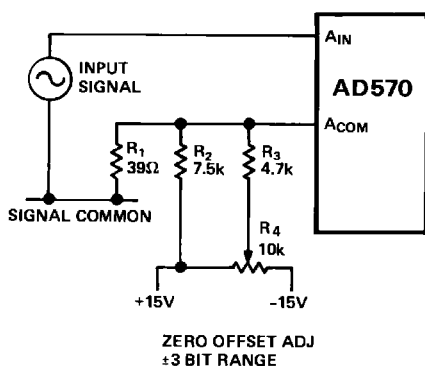 AIN
INPUT
SIGNAL
AD570
ACOM
R1
39Ω
R2
7.5k
R3
4.7k
SIGNAL COMMON
R4
10k
+15V
-15V
ZERO OFFSET ADJ
±3 BIT RANGE